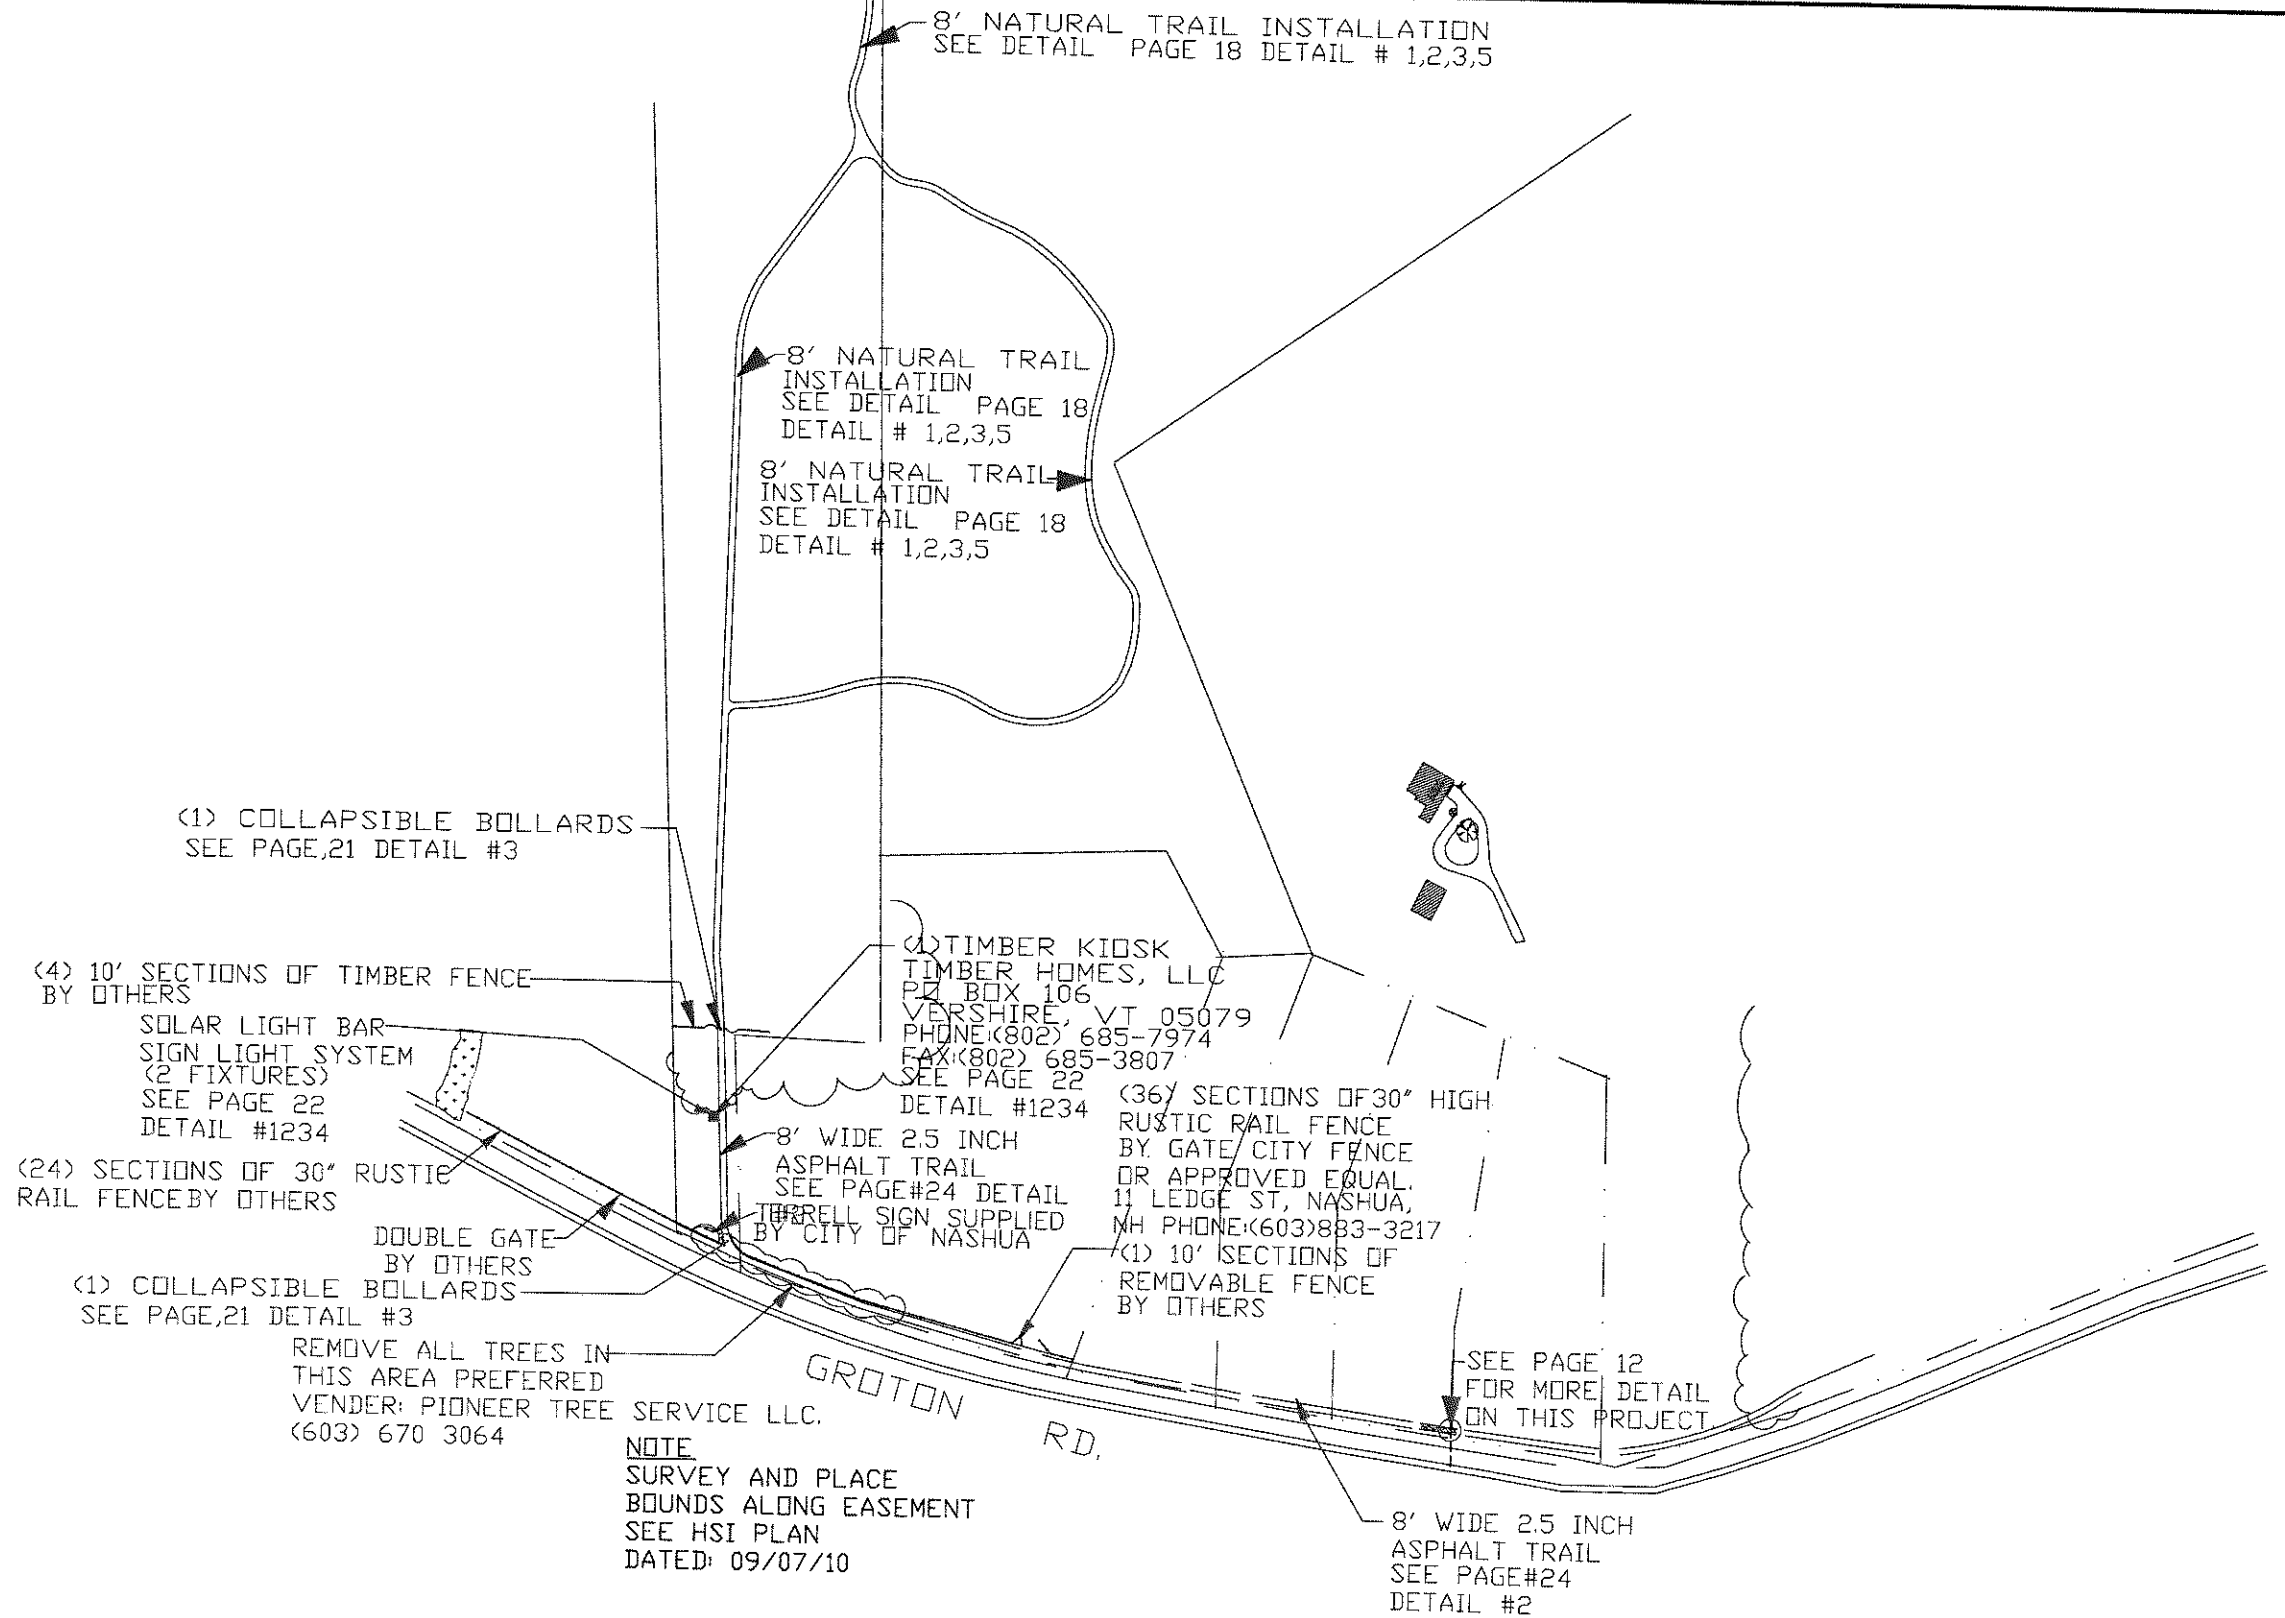 8' NATURAL TRAIL INSTALLATION
SEE DETAIL PAGE 18 DETAIL # 1,2,3,5
8' NATURAL TRAIL
INSTALLATION
SEE DETAIL PAGE 18
DETAIL # 1,2,3,5
8' NATURAL TRAIL
INSTALLATION
SEE DETAIL PAGE 18
DETAIL # 1,2,3,5
(1) COLLAPSIBLE BOLLARDS
SEE PAGE,21 DETAIL #3
(4) 10' SECTIONS OF TIMBER FENCE
BY OTHERS
SOLAR LIGHT BAR
SIGN LIGHT SYSTEM
(2 FIXTURES)
SEE PAGE 22
DETAIL #1234
(24) SECTIONS OF 30" RUSTIC
RAIL FENCE BY OTHERS
DOUBLE GATE
BY OTHERS
(1) COLLAPSIBLE BOLLARDS
SEE PAGE,21 DETAIL #3
REMOVE ALL TREES IN
THIS AREA PREFERRED
VENDER: PIONEER TREE SERVICE LLC.
(603) 670 3064
(1)TIMBER KIOSK
TIMBER HOMES, LLC
PO BOX 106
VERSHIRE, VT 05079
PHONE:(802) 685-7974
FAX:(802) 685-3807
SEE PAGE 22
DETAIL #1234
8' WIDE 2.5 INCH
ASPHALT TRAIL
SEE PAGE#24 DETAIL
SIGN SUPPLIED
BY CITY OF NASHUA
(36) SECTIONS OF30" HIGH
RUSTIC RAIL FENCE
BY GATE CITY FENCE
OR APPROVED EQUAL.
11 LEDGE ST, NASHUA,
NH PHONE:(603)883-3217
(1) 10' SECTIONS OF
REMOVABLE FENCE
BY OTHERS
SEE PAGE 12
FOR MORE DETAIL
ON THIS PROJECT.
GROTON RD.
NOTE
SURVEY AND PLACE
BOUNDS ALONG EASEMENT
SEE HSI PLAN
DATED: 09/07/10
8' WIDE 2.5 INCH
ASPHALT TRAIL
SEE PAGE#24
DETAIL #2